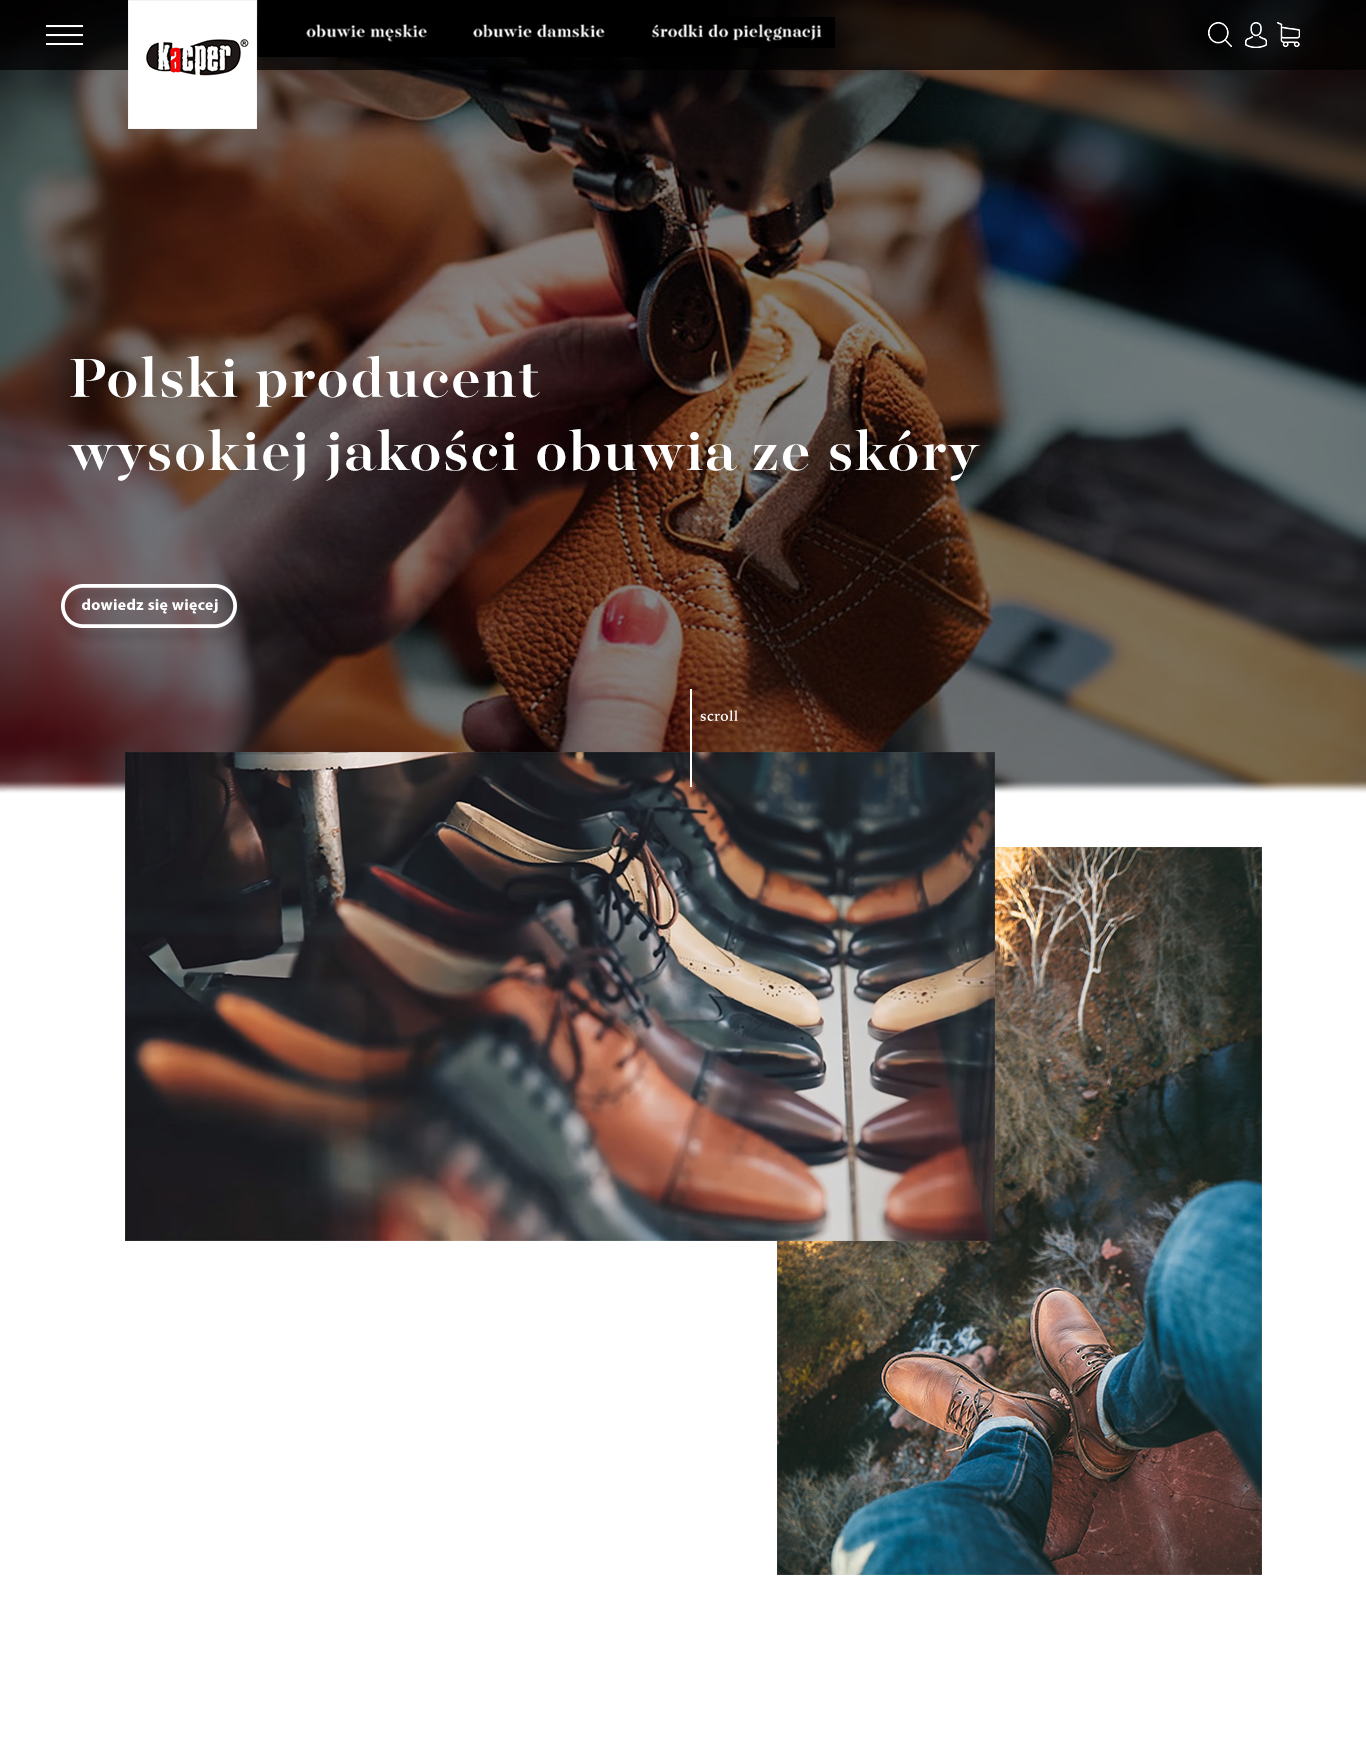 Kacper®
obuwie męskie
obuwie damskie
środki do pielęgnacji
Polski producent
wysokiej jakości obuwia ze skóry
dowiedz się więcej
scroll